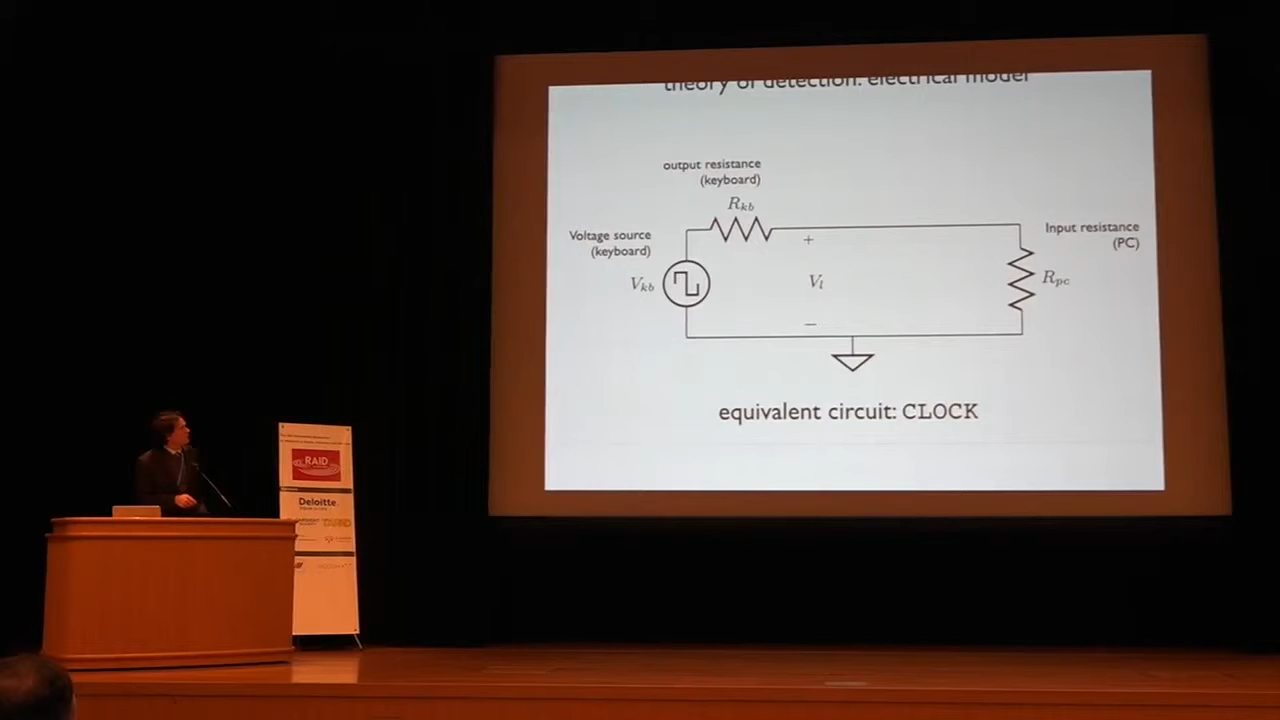 theory of detection: electrical model
output resistance
(keyboard)
R_kb
Voltage source
(keyboard)
V_kb
+
V_l
−
Input resistance
(PC)
R_pc
equivalent circuit: CLOCK
RAID
Deloitte.